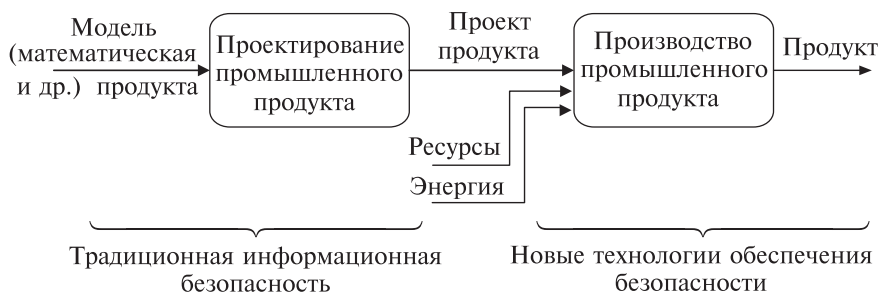 Модель
(математическая
и др.) продукта
Проектирование
промышленного
продукта
Проект
продукта
Производство
промышленного
продукта
Продукт
Ресурсы
Энергия
Традиционная информационная
безопасность
Новые технологии обеспечения
безопасности